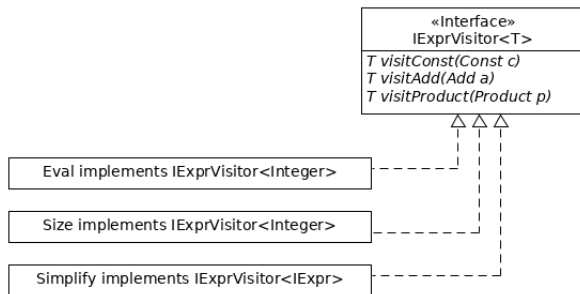 «Interface»
IExprVisitor<T>
T visitConst(Const c)
T visitAdd(Add a)
T visitProduct(Product p)
Eval implements IExprVisitor<Integer>
Size implements IExprVisitor<Integer>
Simplify implements IExprVisitor<IExpr>